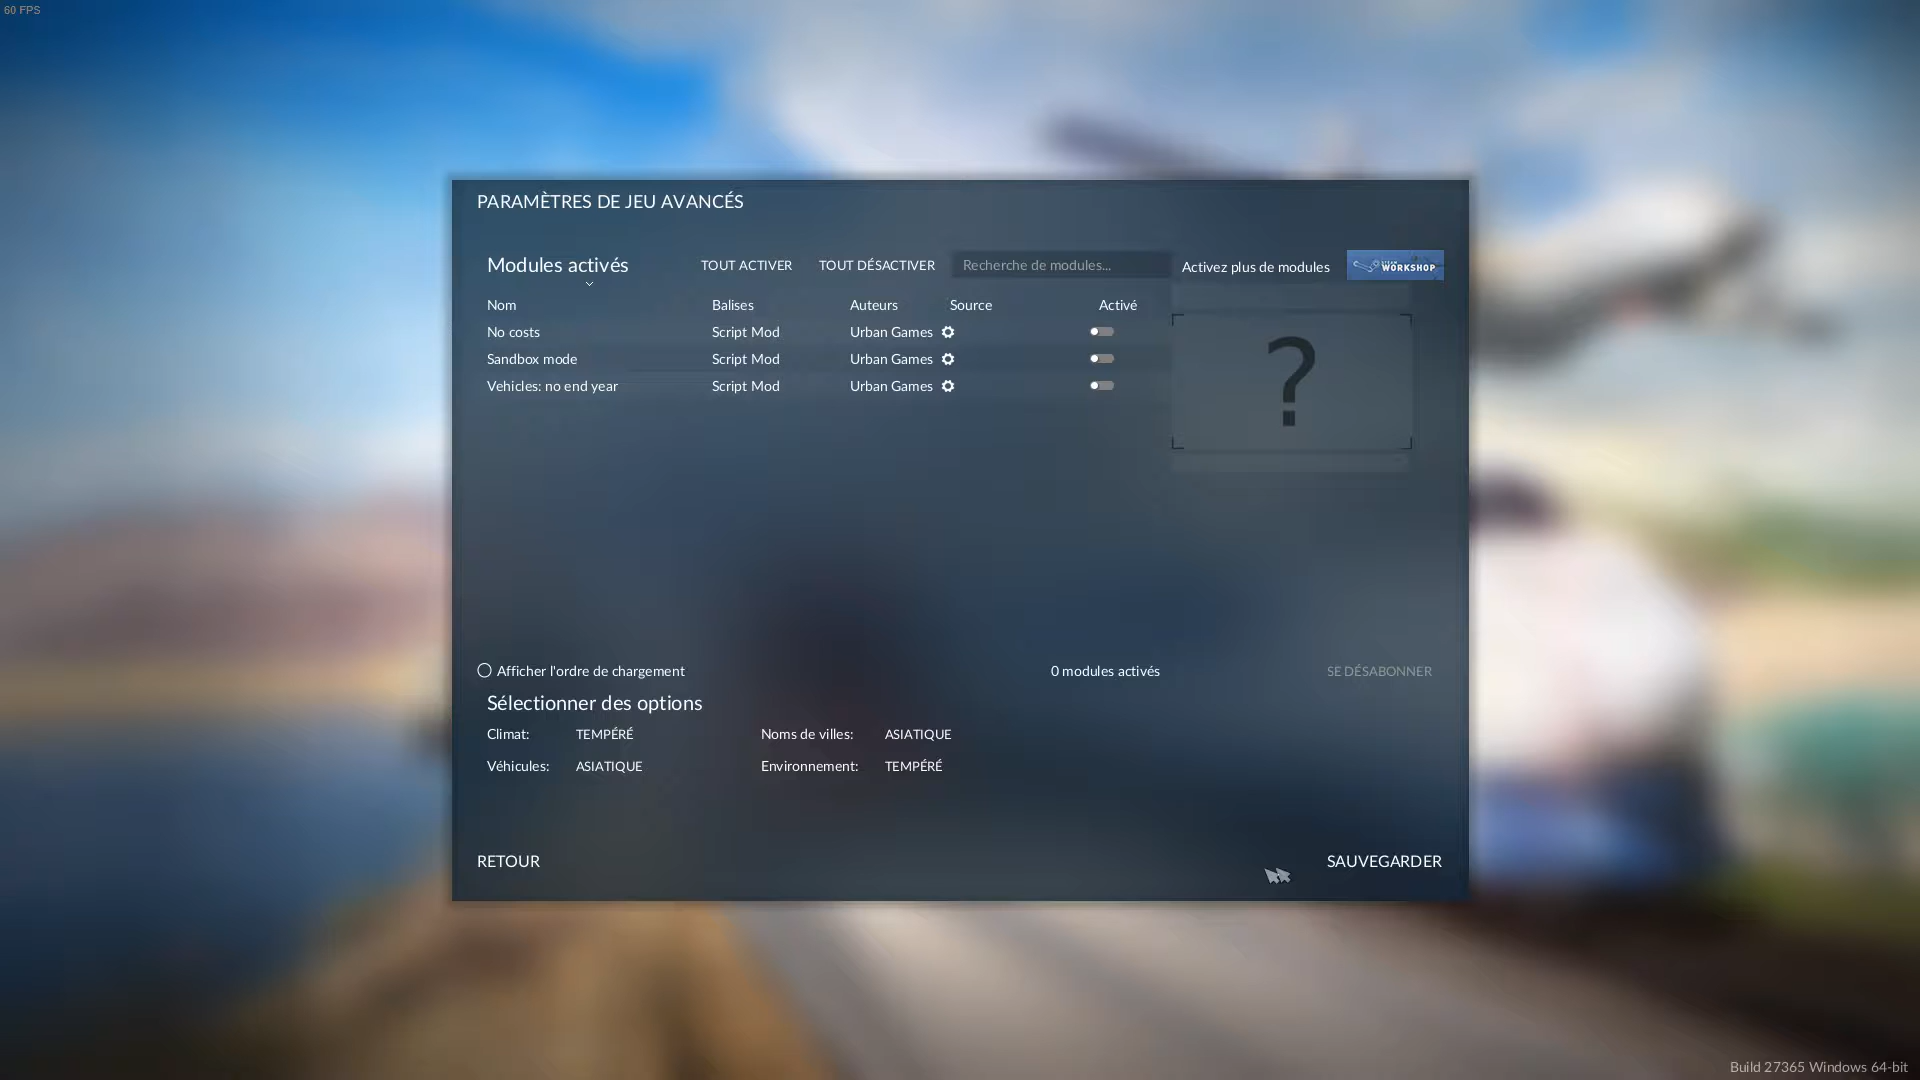 60 FPS
PARAMÈTRES DE JEU AVANCÉS
Modules activés TOUT ACTIVER TOUT DÉSACTIVER Recherche de modules... Activez plus de modules STEAM WORKSHOP
Nom Balises Auteurs Source Activé
No costs Script Mod Urban Games
Sandbox mode Script Mod Urban Games
Vehicles: no end year Script Mod Urban Games
?
Afficher l'ordre de chargement 0 modules activés SE DÉSABONNER
Sélectionner des options
Climat: TEMPÉRÉ Noms de villes: ASIATIQUE
Véhicules: ASIATIQUE Environnement: TEMPÉRÉ
RETOUR SAUVEGARDER
Build 27365 Windows 64-bit